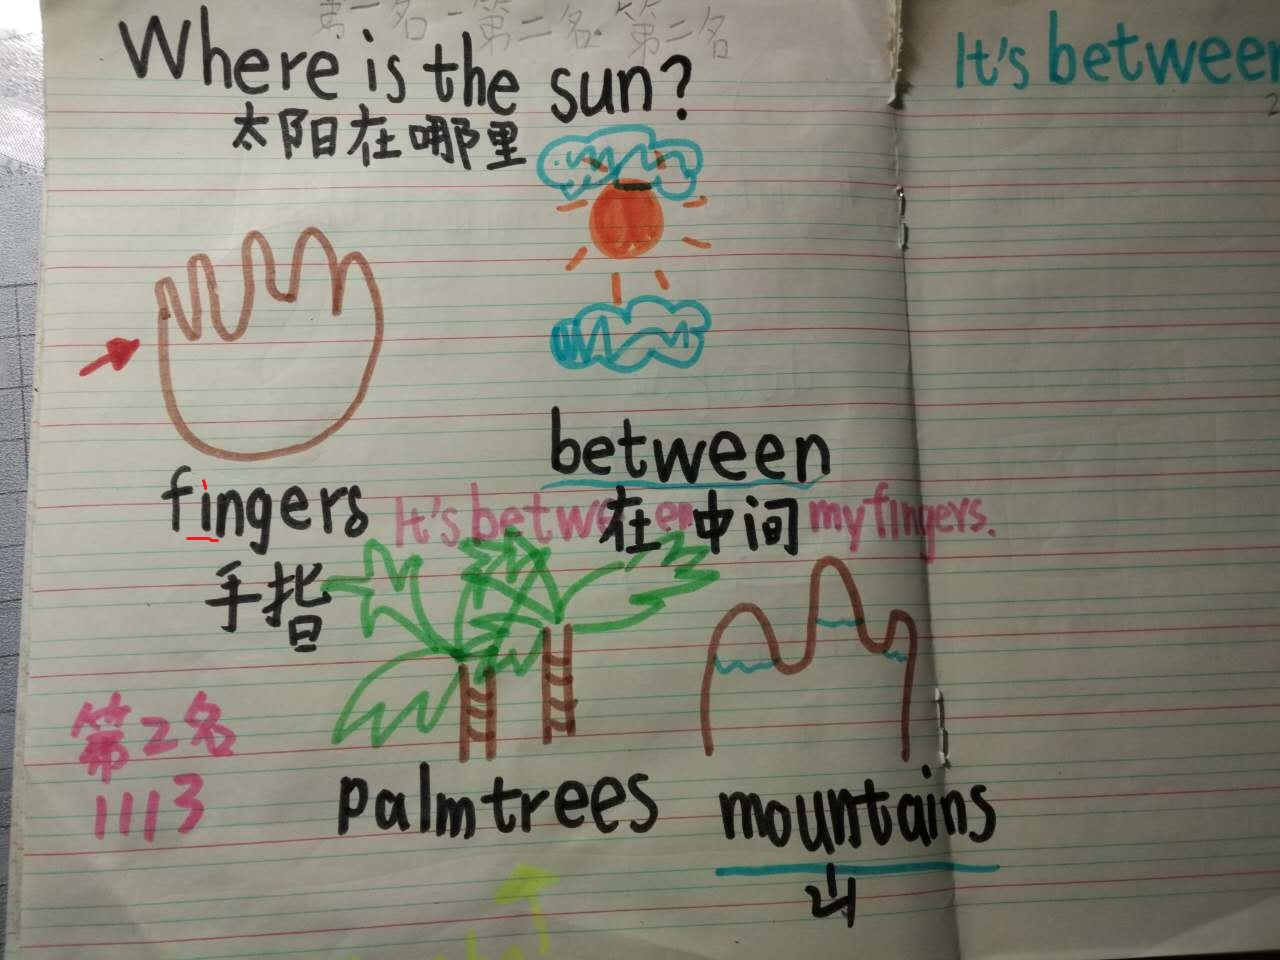 第一名 第二名 第二名
Where is the sun?
太阳在哪里
It's between
between
fingers
It's between my fingers.
在中间
手指
第2名
1113
palmtrees
mountains
山